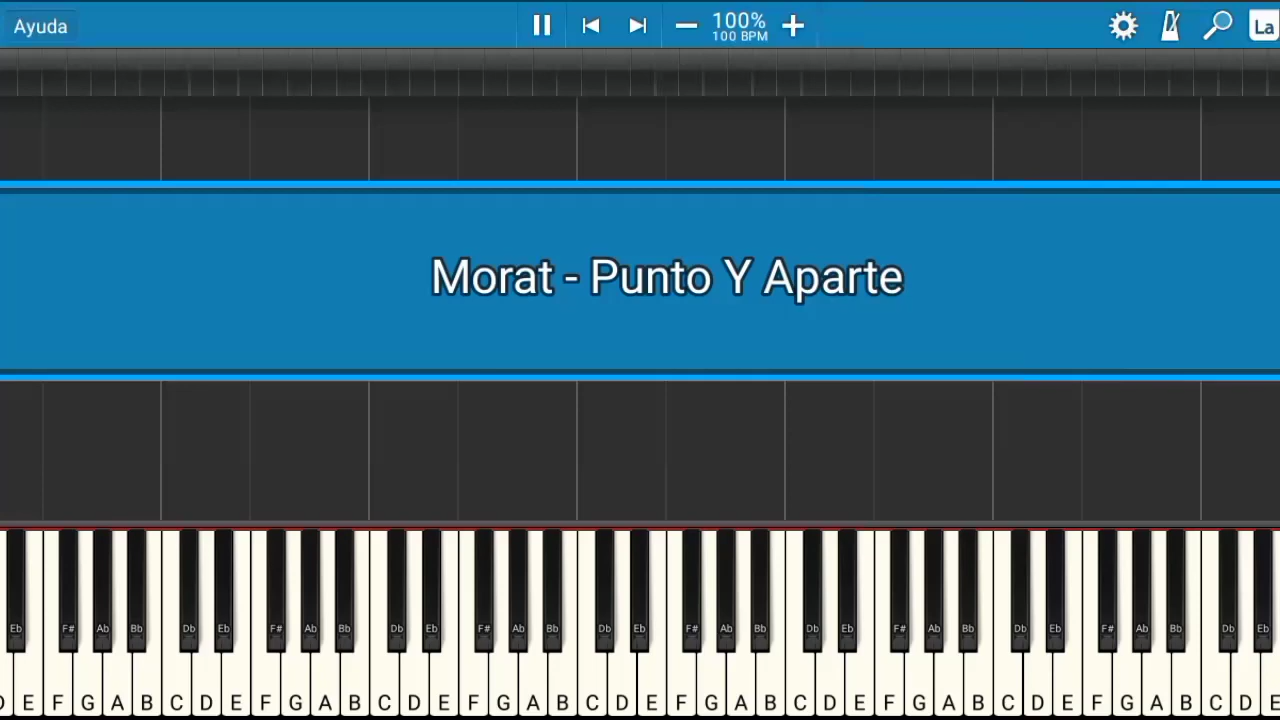 Ayuda
100%
100 BPM
La
Morat - Punto Y Aparte
Eb F# Ab Bb Db Eb F# Ab Bb Db Eb F# Ab Bb Db Eb F# Ab Bb Db Eb F# Ab Bb Db Eb F# Ab Bb Db Eb
D E F G A B C D E F G A B C D E F G A B C D E F G A B C D E F G A B C D E F G A B C D E